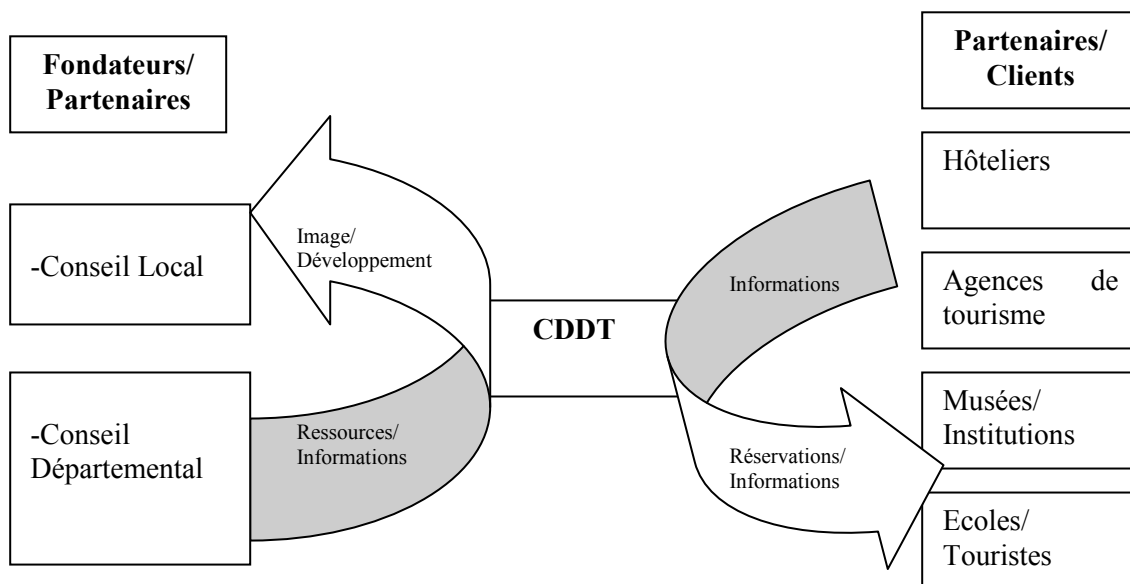 Fondateurs/
Partenaires
-Conseil Local
-Conseil
Départemental
Image/
Développement
Ressources/
Informations
CDDT
Informations
Réservations/
Informations
Partenaires/
Clients
Hôteliers
Agences de
tourisme
Musées/
Institutions
Ecoles/
Touristes